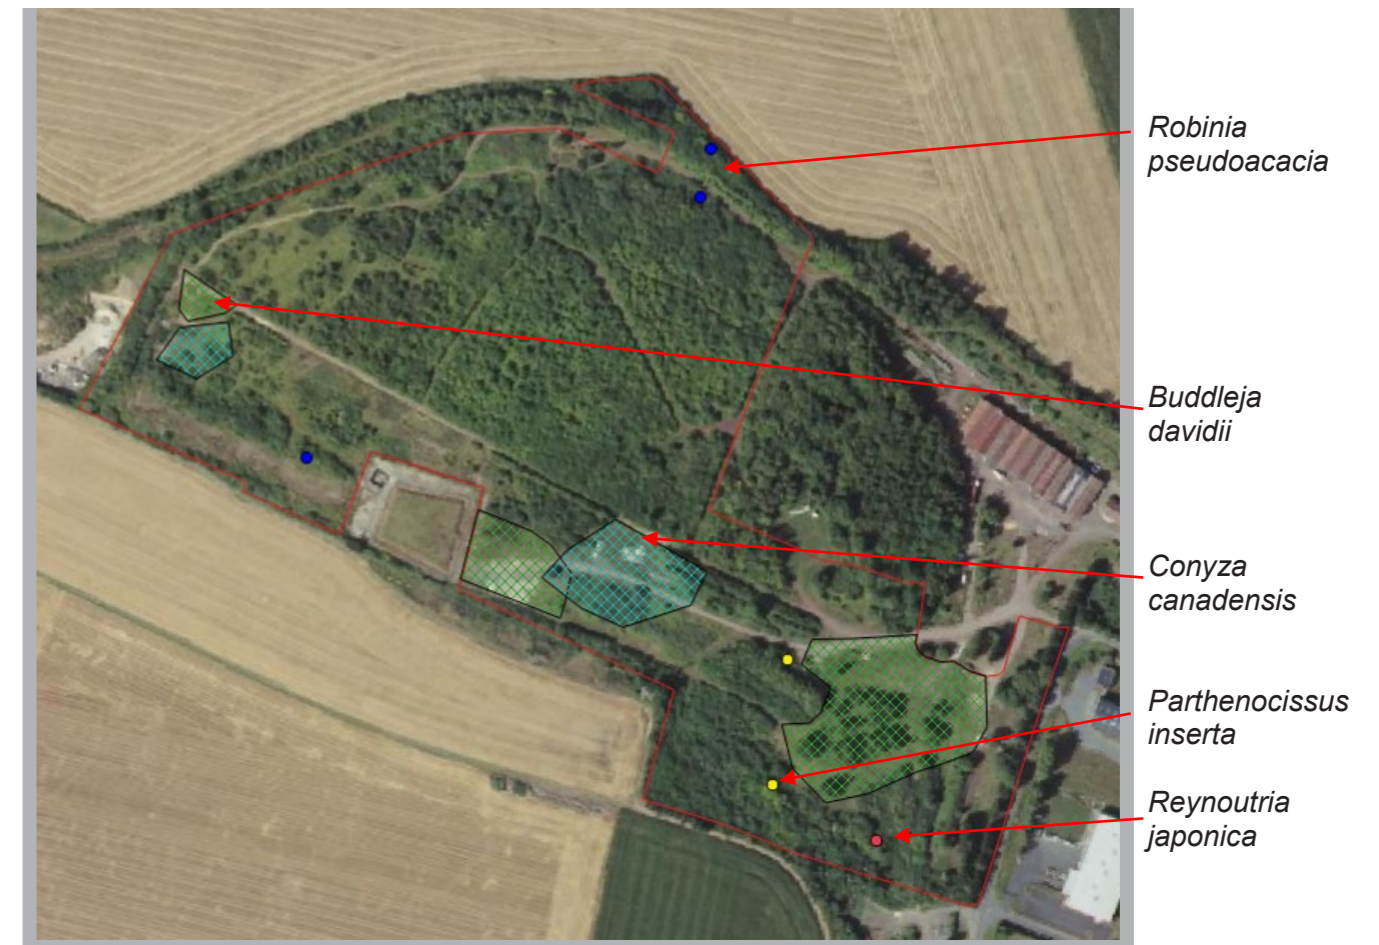 Robinia
pseudoacacia
Buddleja
davidii
Conyza
canadensis
Parthenocissus
inserta
Reynoutria
japonica